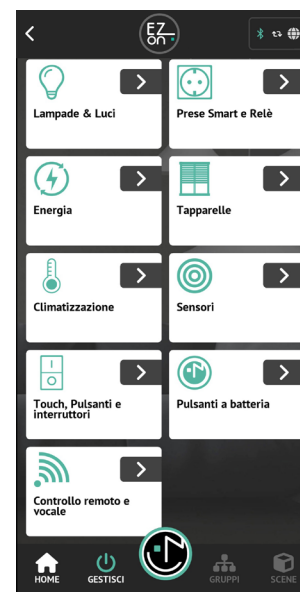 EZ
on
Lampade & Luci
Prese Smart e Relè
Energia
Tapparelle
Climatizzazione
Sensori
Touch, Pulsanti e
interruttori
Pulsanti a batteria
Controllo remoto e
vocale
HOME
GESTISCI
GRUPPI
SCENE